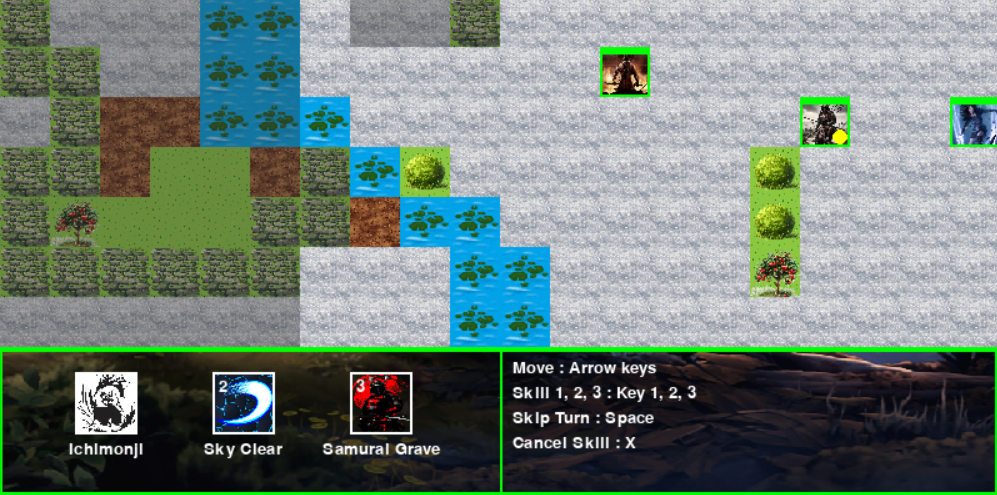 2
3
Ichimonji
Sky Clear
Samurai Grave
Move : Arrow keys
Skill 1, 2, 3 : Key 1, 2, 3
Skip Turn : Space
Cancel Skill : X